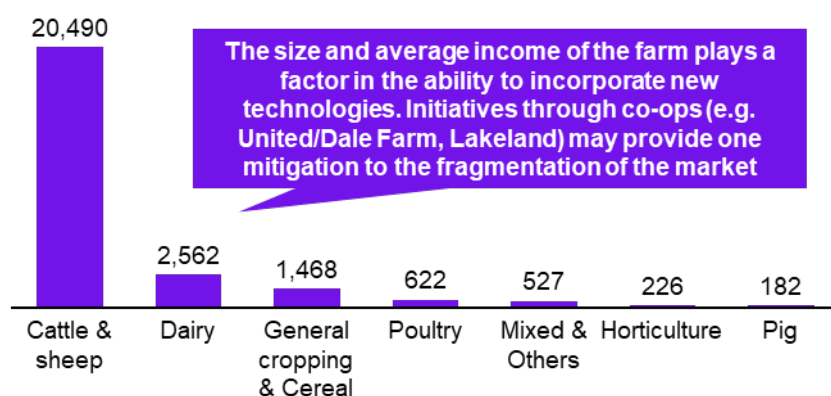 20,490
The size and average income of the farm plays a
factor in the ability to incorporate new
technologies. Initiatives through co-ops (e.g.
United/Dale Farm, Lakeland) may provide one
mitigation to the fragmentation of the market
2,562
1,468
622
527
226
182
Cattle &
sheep
Dairy
General
cropping
& Cereal
Poultry
Mixed &
Others
Horticulture
Pig